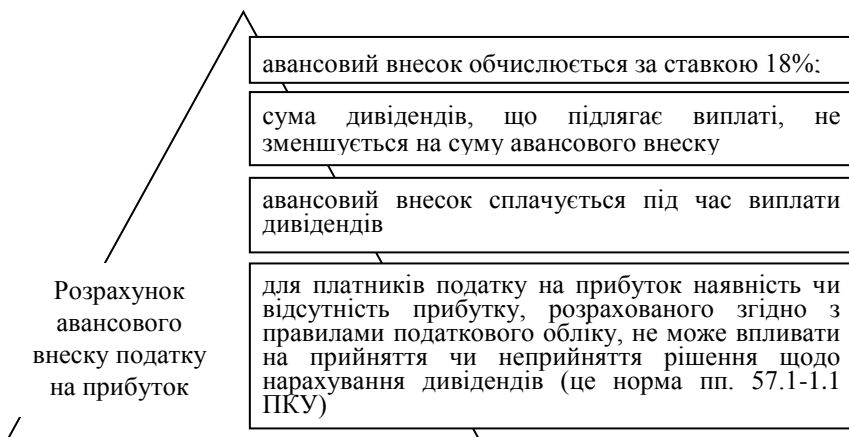 авансовий внесок обчислюється за ставкою 18%;
сума дивідендів, що підлягає виплаті, не
зменшується на суму авансового внеску
авансовий внесок сплачується під час виплати
дивідендів
Розрахунок
авансового
внеску податку
на прибуток
для платників податку на прибуток наявність чи
відсутність прибутку, розрахованого згідно з
правилами податкового обліку, не може впливати
на прийняття чи неприйняття рішення щодо
нарахування дивідендів (це норма пп. 57.1-1.1
ПКУ)